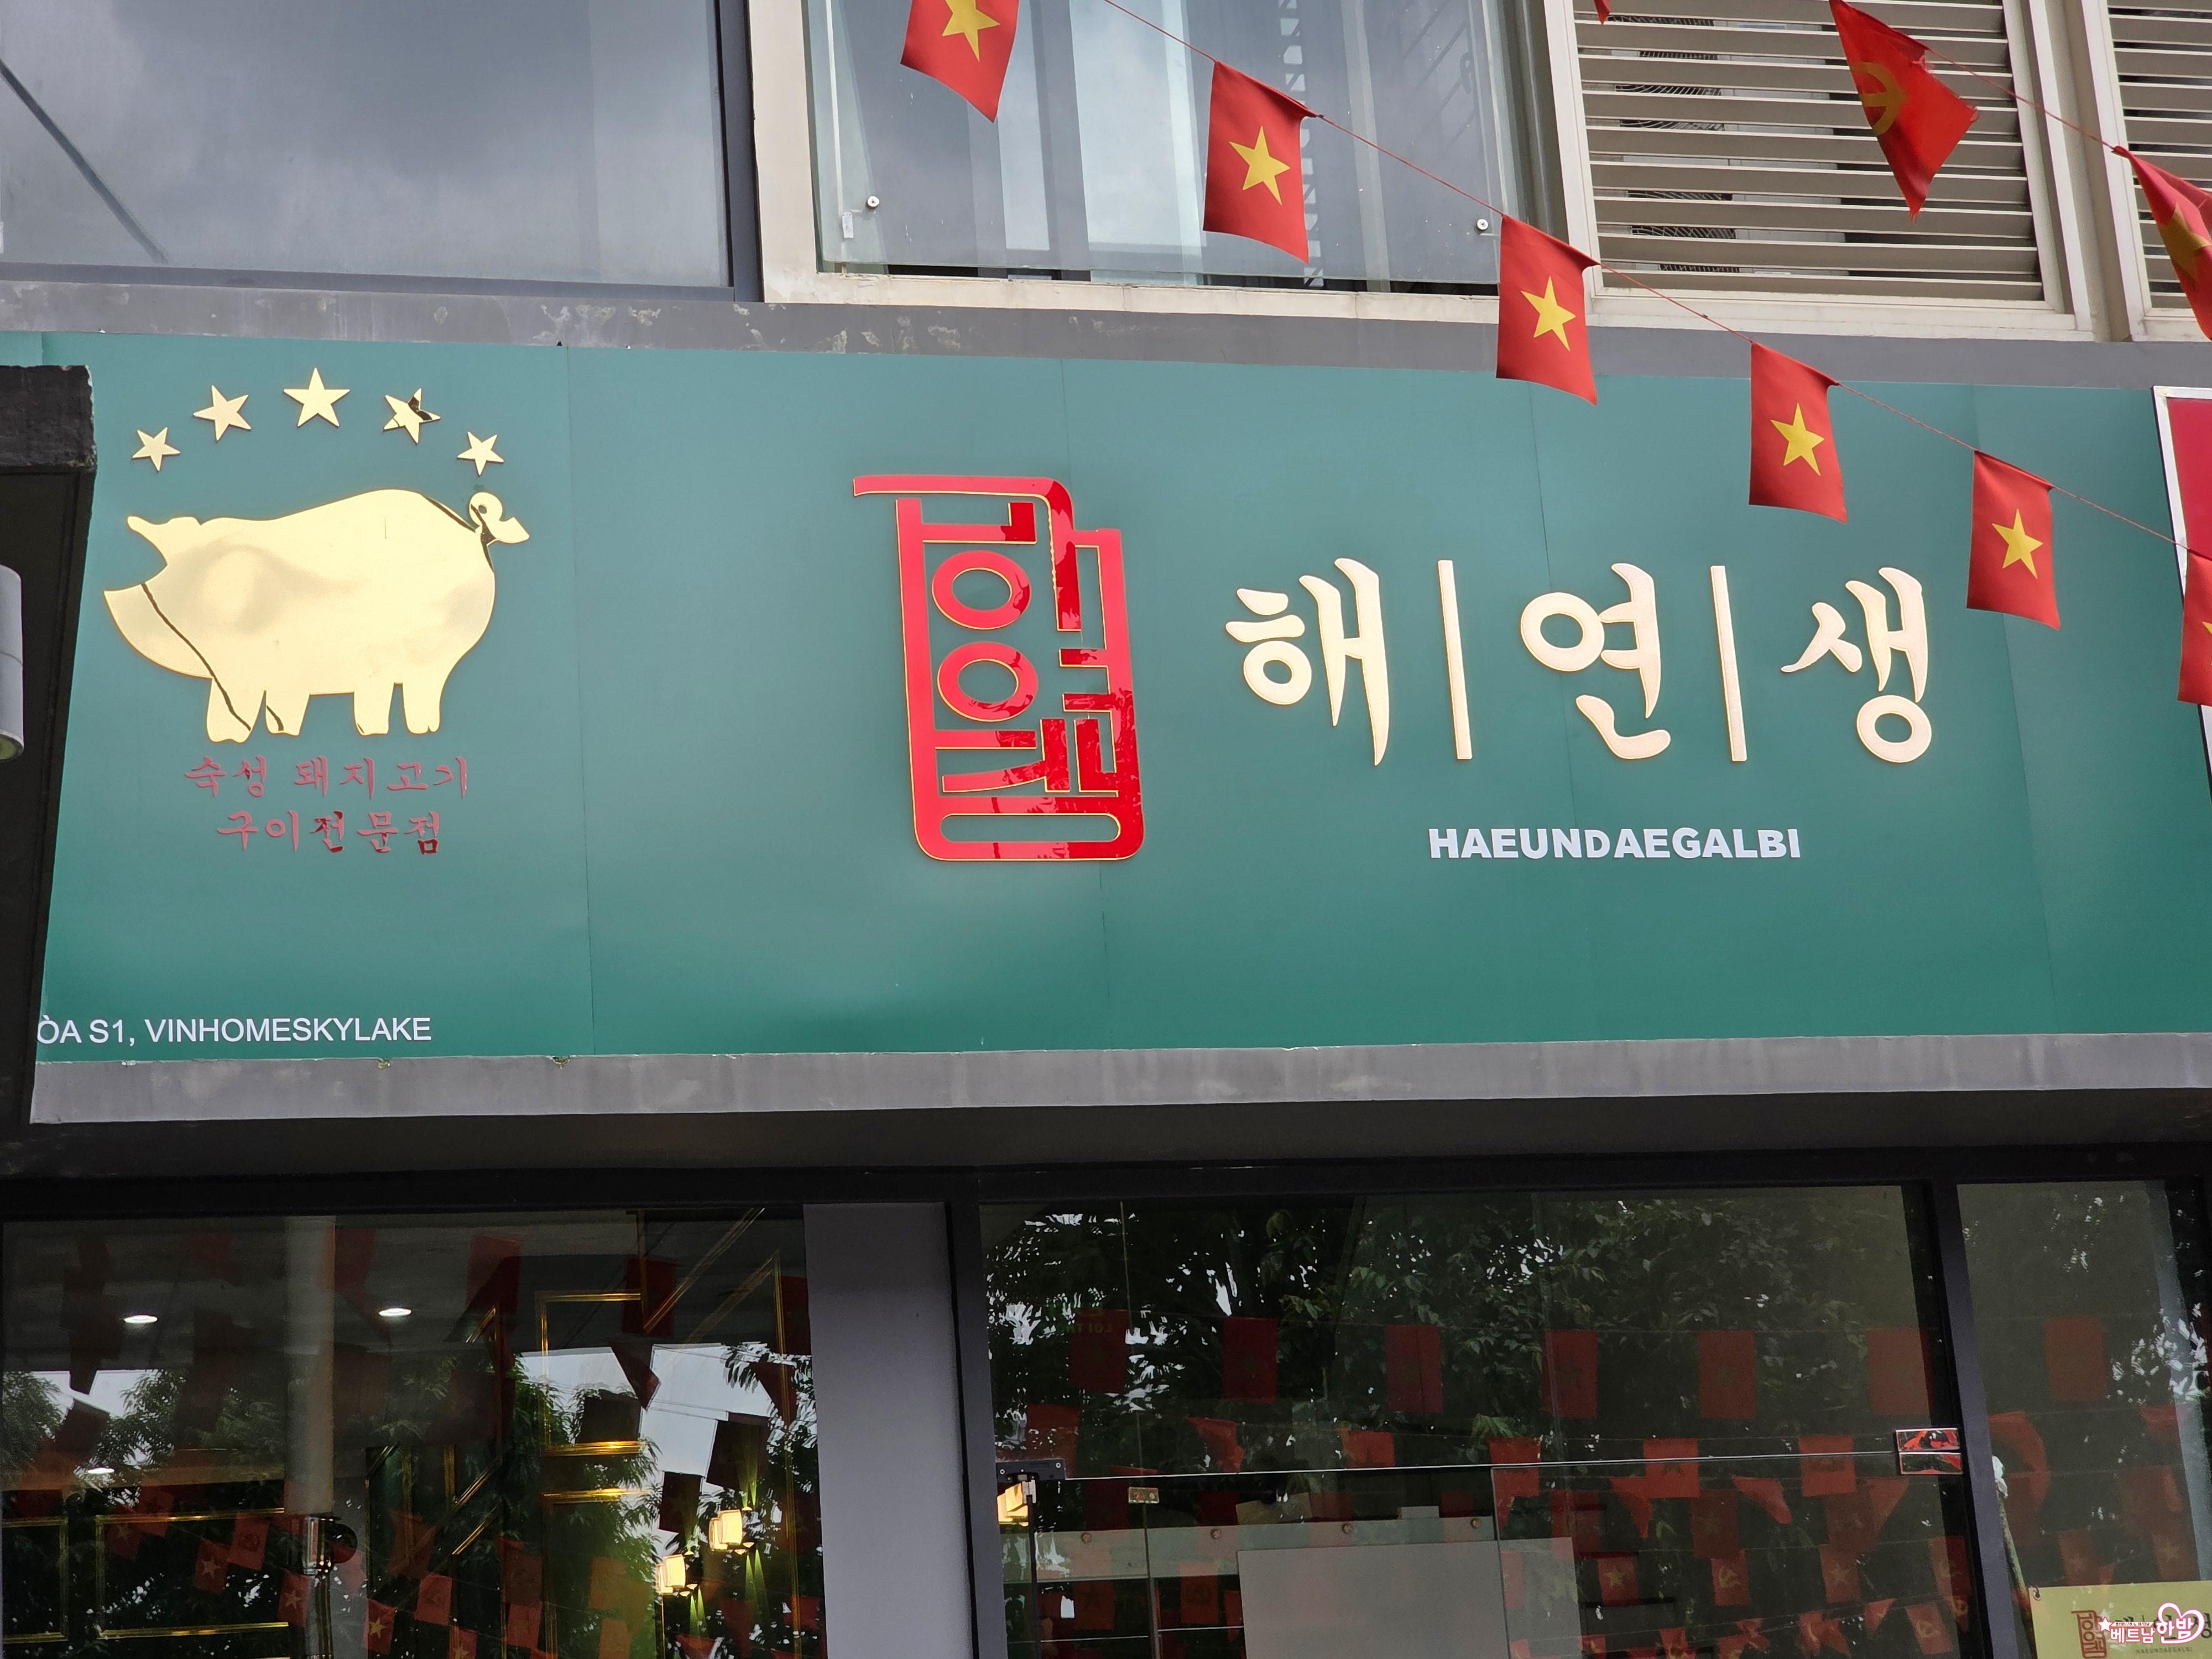 숙성 돼지고기
구이전문점
해|연|생
HAEUNDAEGALBI
ÒA S1, VINHOMESKYLAKE
베트남한밤